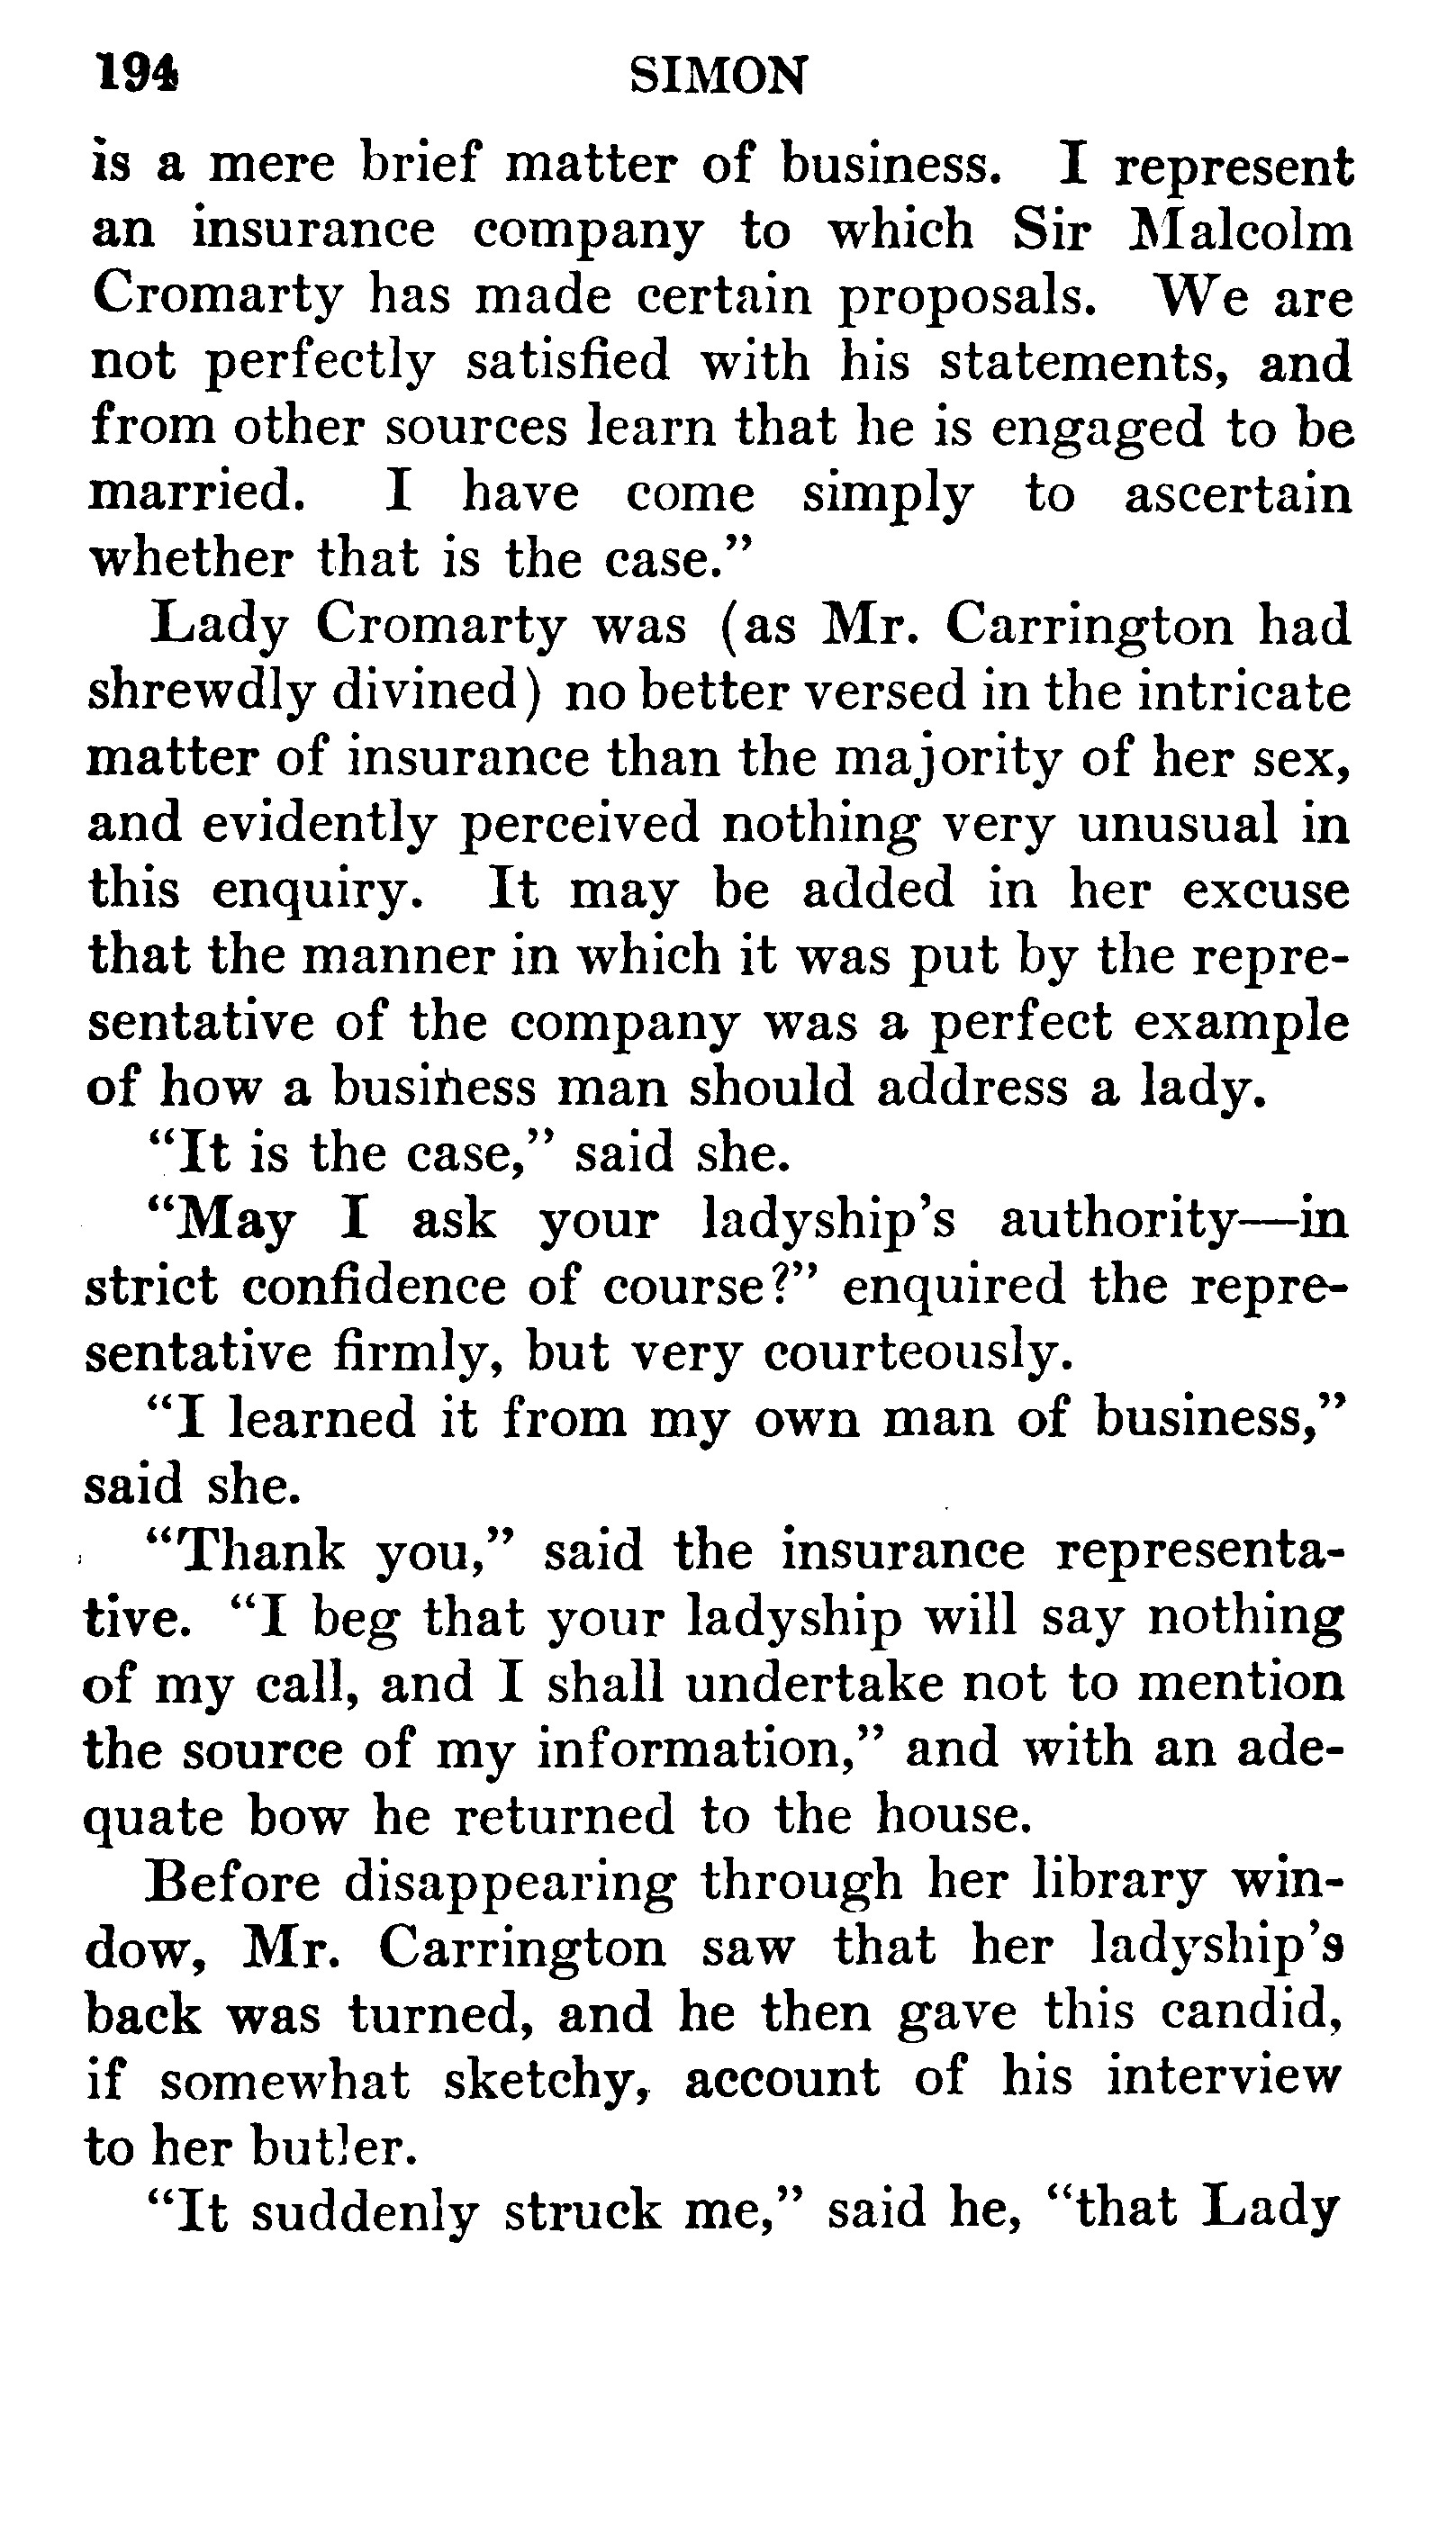 194 SIMON
is a mere brief matter of business. I represent
an insurance company to which Sir Malcolm
Cromarty has made certain proposals. We are
not perfectly satisfied with his statements, and
from other sources learn that he is engaged to be
married. I have come simply to ascertain
whether that is the case.”
Lady Cromarty was (as Mr. Carrington had
shrewdly divined) no better versed in the intricate
matter of insurance than the majority of her sex,
and evidently perceived nothing very unusual in
this enquiry. It may be added in her excuse
that the manner in which it was put by the repre-
sentative of the company was a perfect example
of how a business man should address a lady.
“It is the case,” said she.
“May I ask your ladyship’s authority—in
strict confidence of course?” enquired the repre-
sentative firmly, but very courteously.
“I learned it from my own man of business,”
said she.
“Thank you,” said the insurance representa-
tive. “I beg that your ladyship will say nothing
of my call, and I shall undertake not to mention
the source of my information,” and with an ade-
quate bow he returned to the house.
Before disappearing through her library win-
dow, Mr. Carrington saw that her ladyship’s
back was turned, and he then gave this candid,
if somewhat sketchy, account of his interview
to her butler.
“It suddenly struck me,” said he, “that Lady